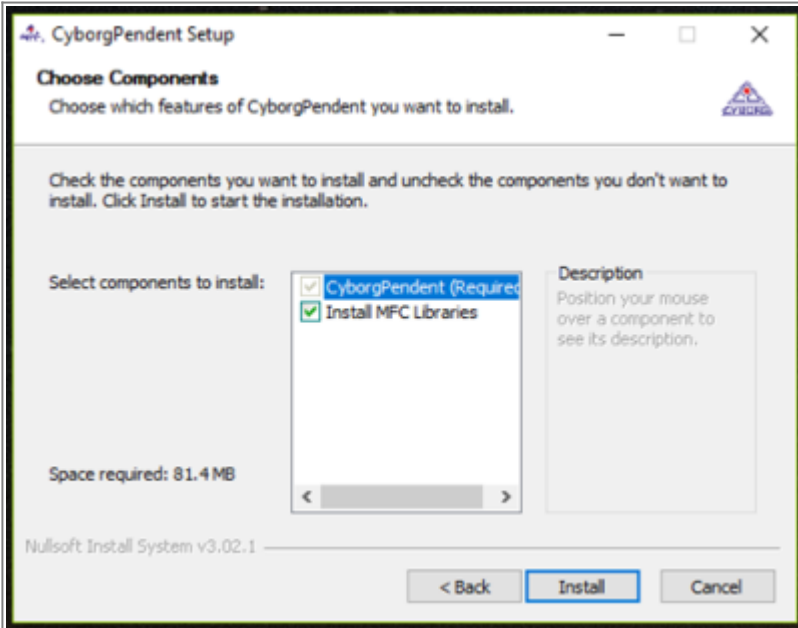 CyborgPendent Setup
Choose Components
Choose which features of CyborgPendent you want to install.
CYBORG
Check the components you want to install and uncheck the components you don't want to
install. Click Install to start the installation.
Select components to install:
CyborgPendent (Required
Install MFC Libraries
Description
Position your mouse
over a component to
see its description.
Space required: 81.4 MB
Nullsoft Install System v3.02.1
< Back
Install
Cancel